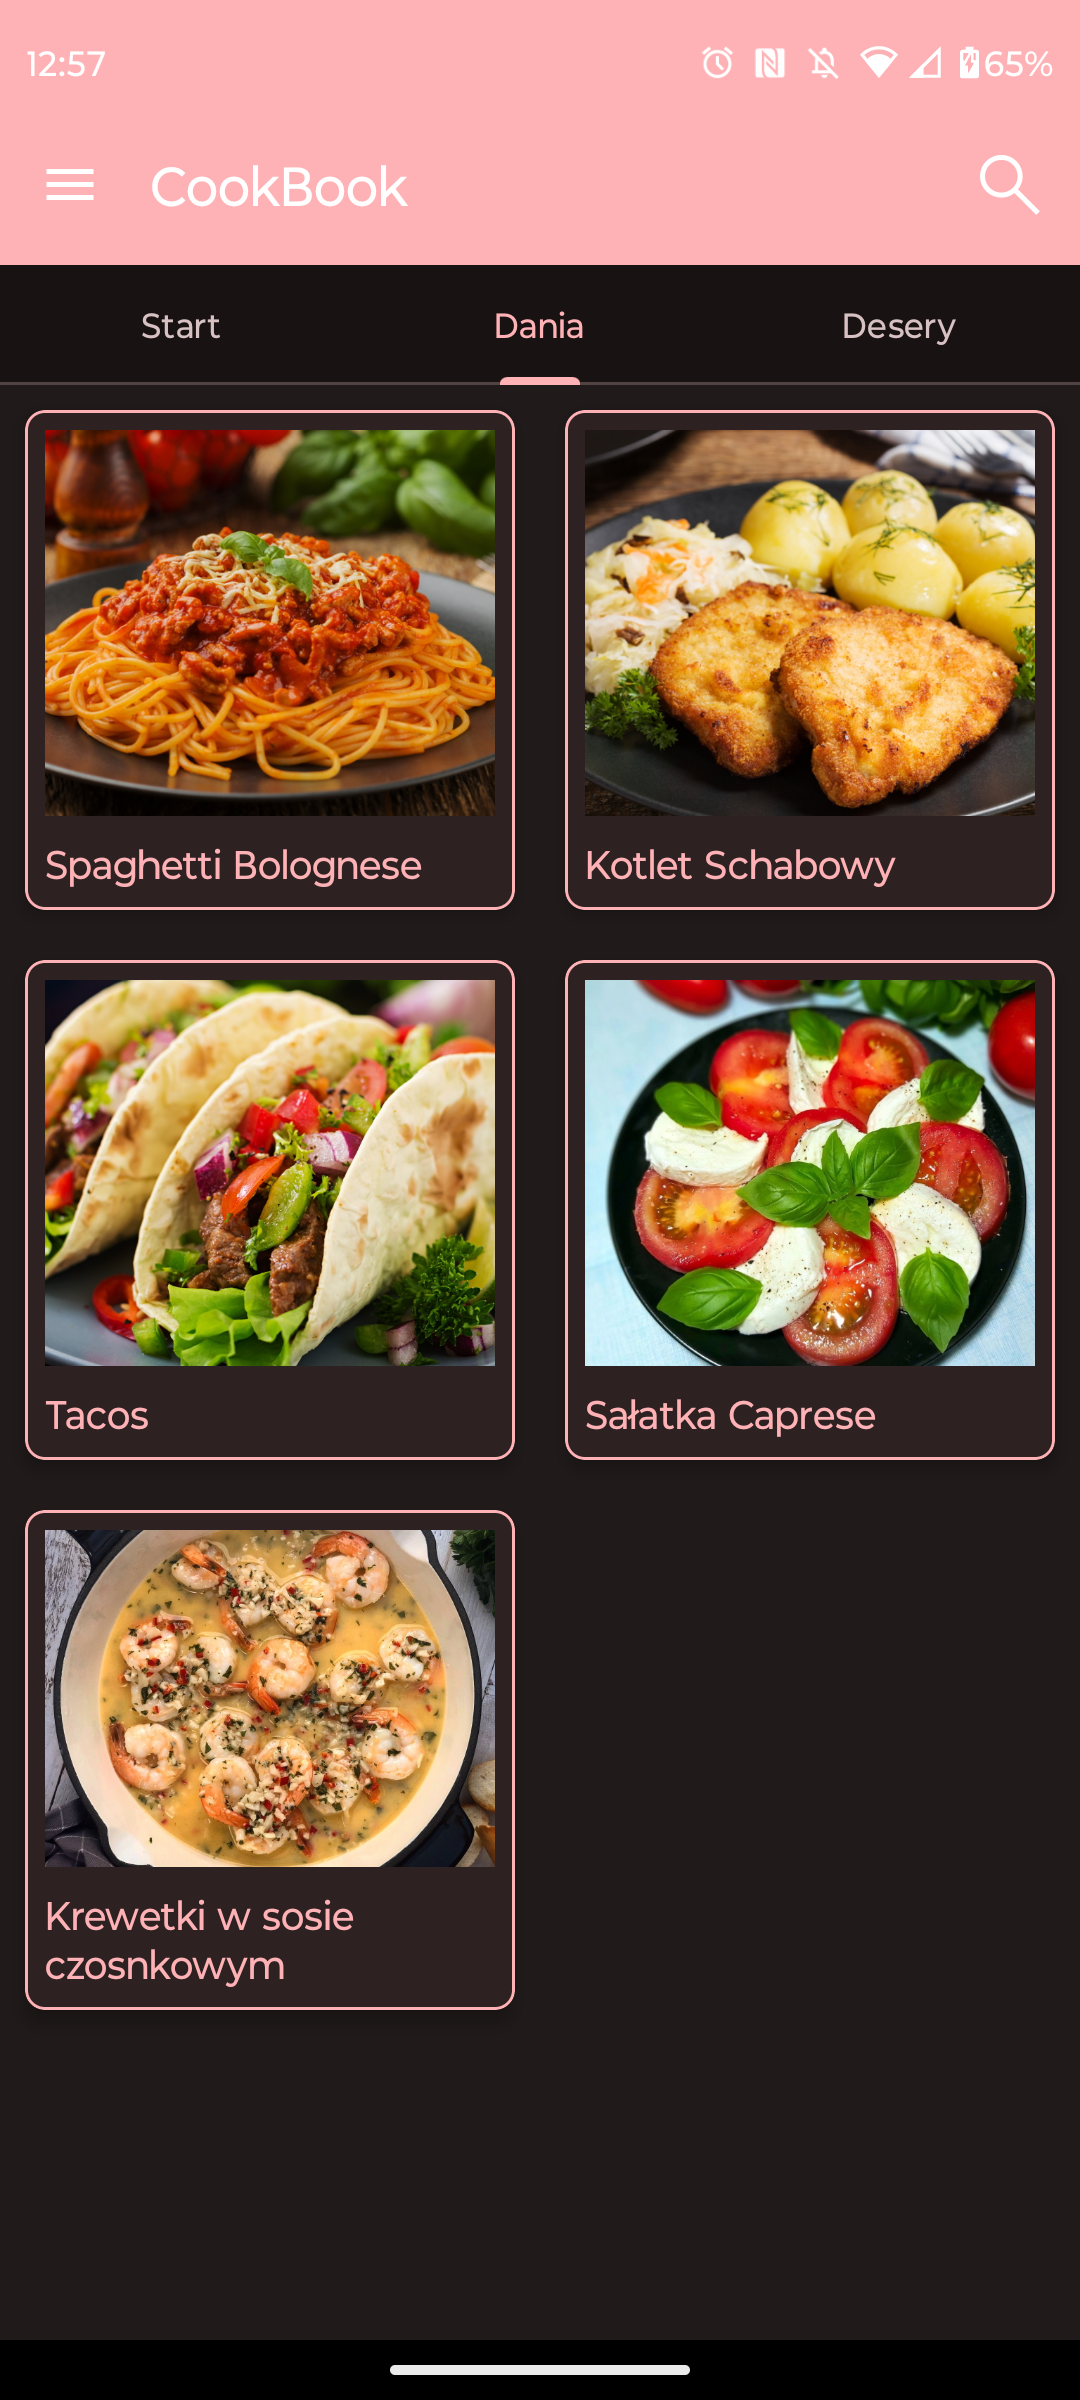 12:57
65%
CookBook
Start
Dania
Desery
Spaghetti Bolognese
Kotlet Schabowy
Tacos
Sałatka Caprese
Krewetki w sosie
czosnkowym